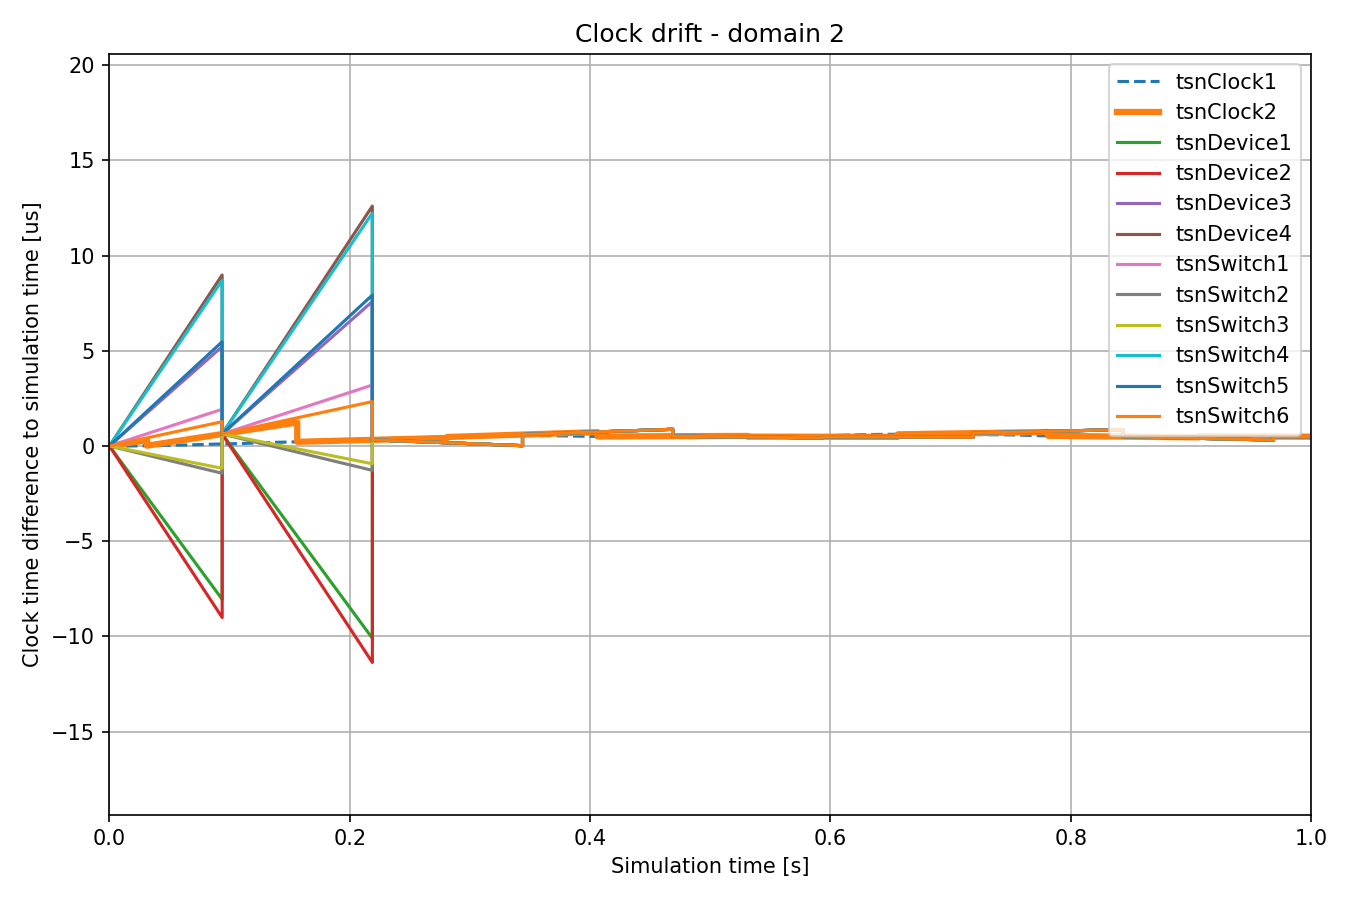 Clock drift - domain 2
Clock time difference to simulation time [us]
20
15
10
5
0
−5
−10
−15
0.0
0.2
0.4
0.6
0.8
1.0
Simulation time [s]
tsnClock1
tsnClock2
tsnDevice1
tsnDevice2
tsnDevice3
tsnDevice4
tsnSwitch1
tsnSwitch2
tsnSwitch3
tsnSwitch4
tsnSwitch5
tsnSwitch6